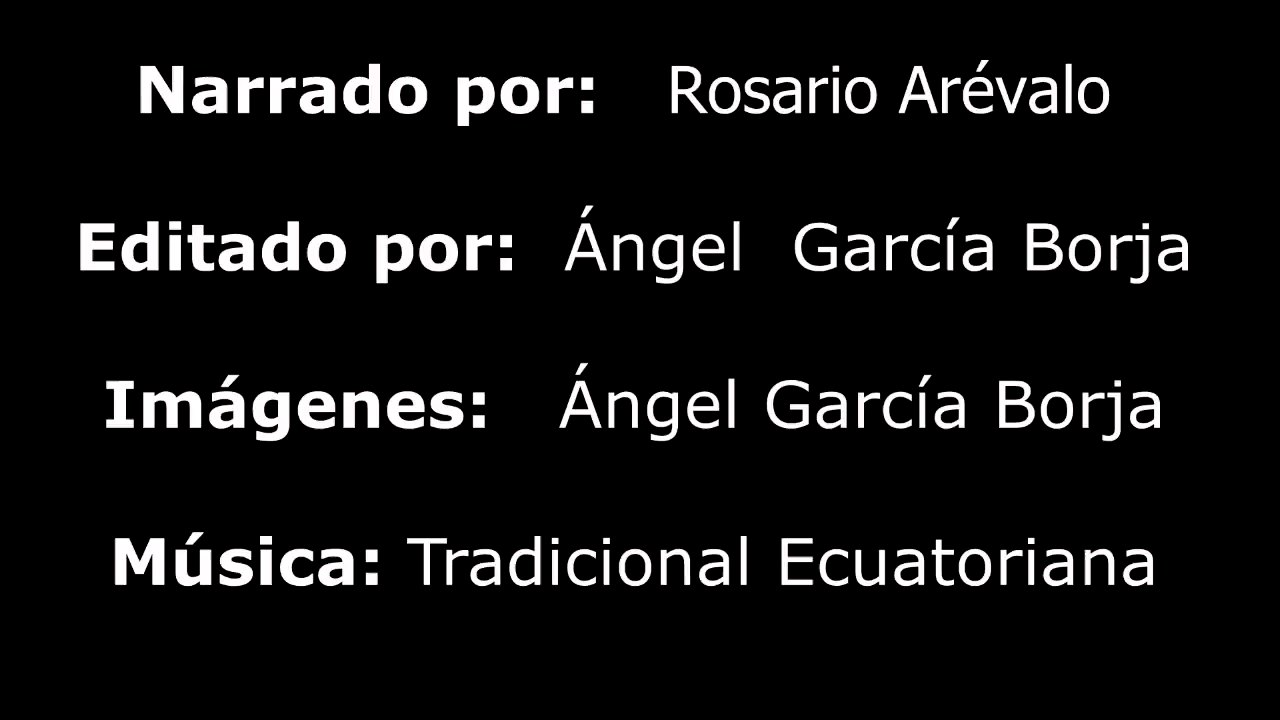 Narrado por: Rosario Arévalo
Editado por: Ángel García Borja
Imágenes: Ángel García Borja
Música: Tradicional Ecuatoriana